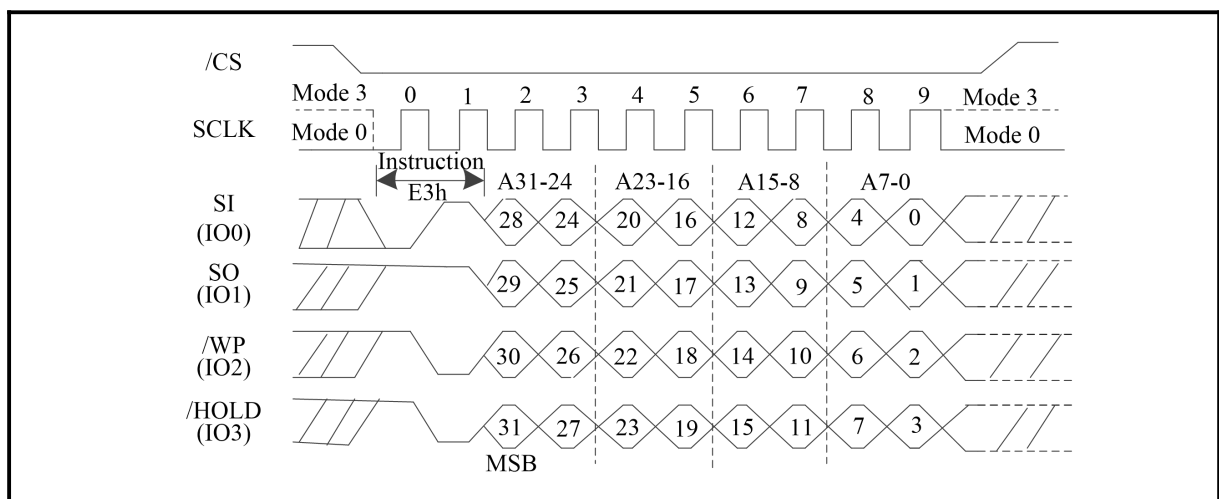 /CS
Mode 3 0 1 2 3 4 5 6 7 8 9 Mode 3
SCLK Mode 0 Mode 0
Instruction
E3h A31-24 A23-16 A15-8 A7-0
SI
(IO0) 28 24 20 16 12 8 4 0
SO
(IO1) 29 25 21 17 13 9 5 1
/WP
(IO2) 30 26 22 18 14 10 6 2
/HOLD
(IO3) 31 27 23 19 15 11 7 3
MSB